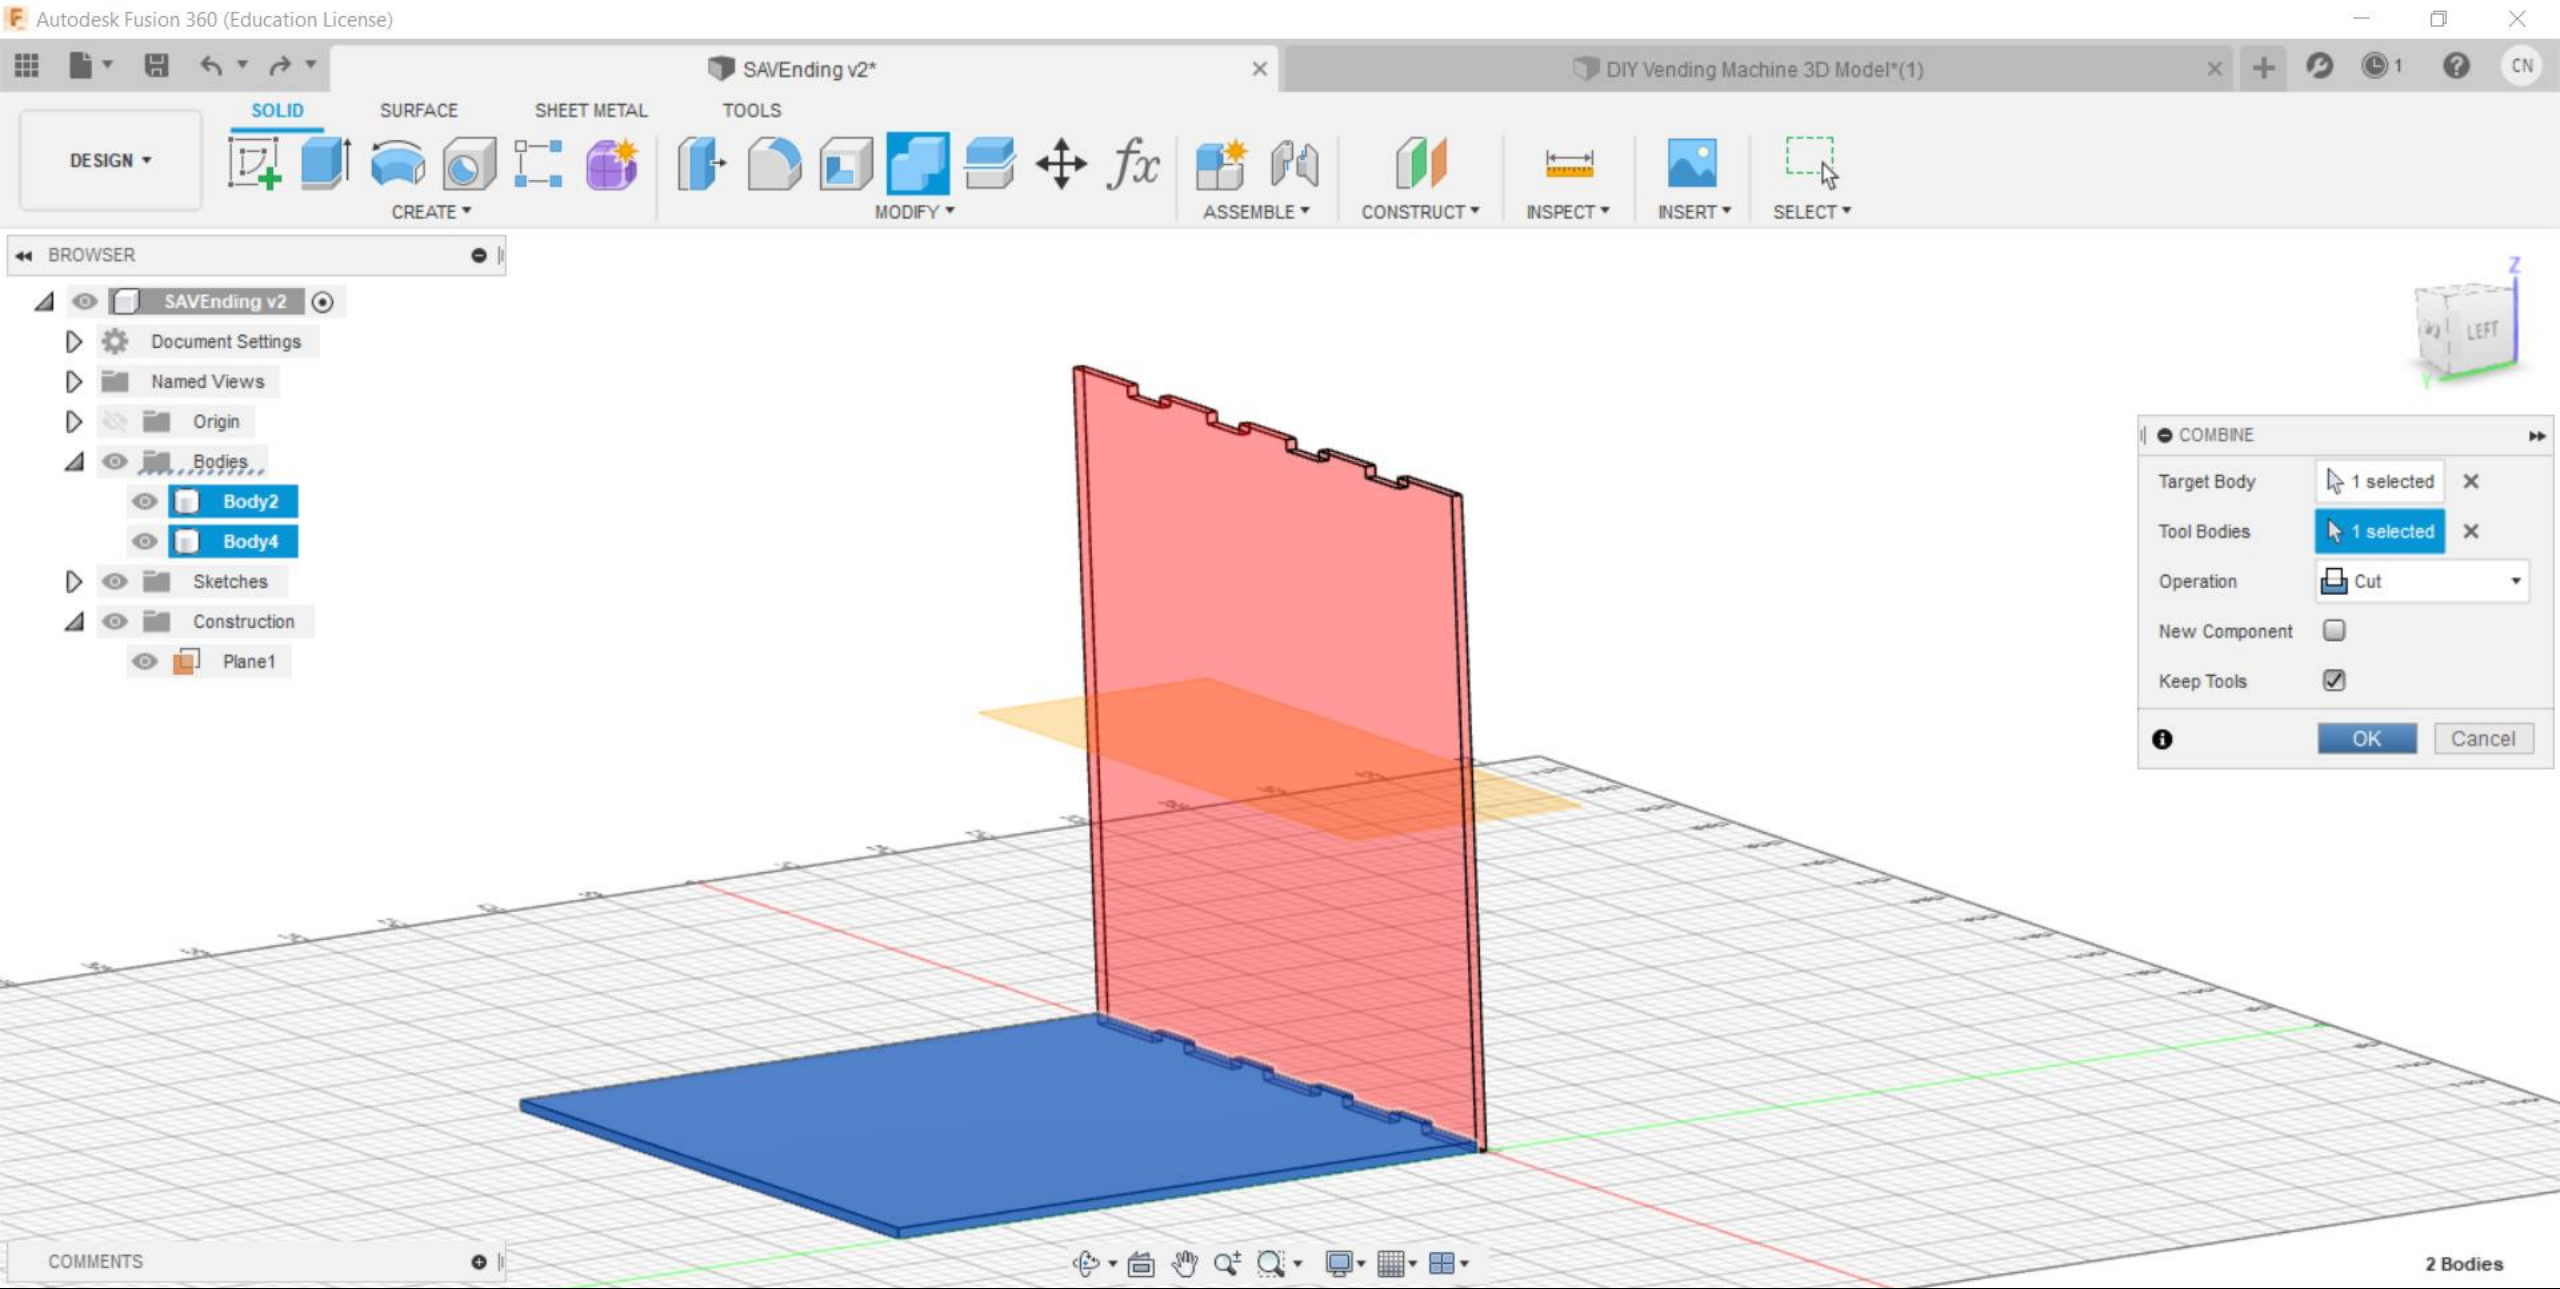 Autodesk Fusion 360 (Education License)
SAVEnding v2*
DIY Vending Machine 3D Model*(1)
1
CN
SOLID
SURFACE
SHEET METAL
TOOLS
DESIGN
CREATE
MODIFY
ASSEMBLE
CONSTRUCT
INSPECT
INSERT
SELECT
BROWSER
SAVEnding v2
Document Settings
Named Views
Origin
Bodies
Body2
Body4
Sketches
Construction
Plane1
Z
LEFT
Y
COMBINE
Target Body 1 selected
Tool Bodies 1 selected
Operation Cut
New Component
Keep Tools
OK Cancel
COMMENTS
2 Bodies